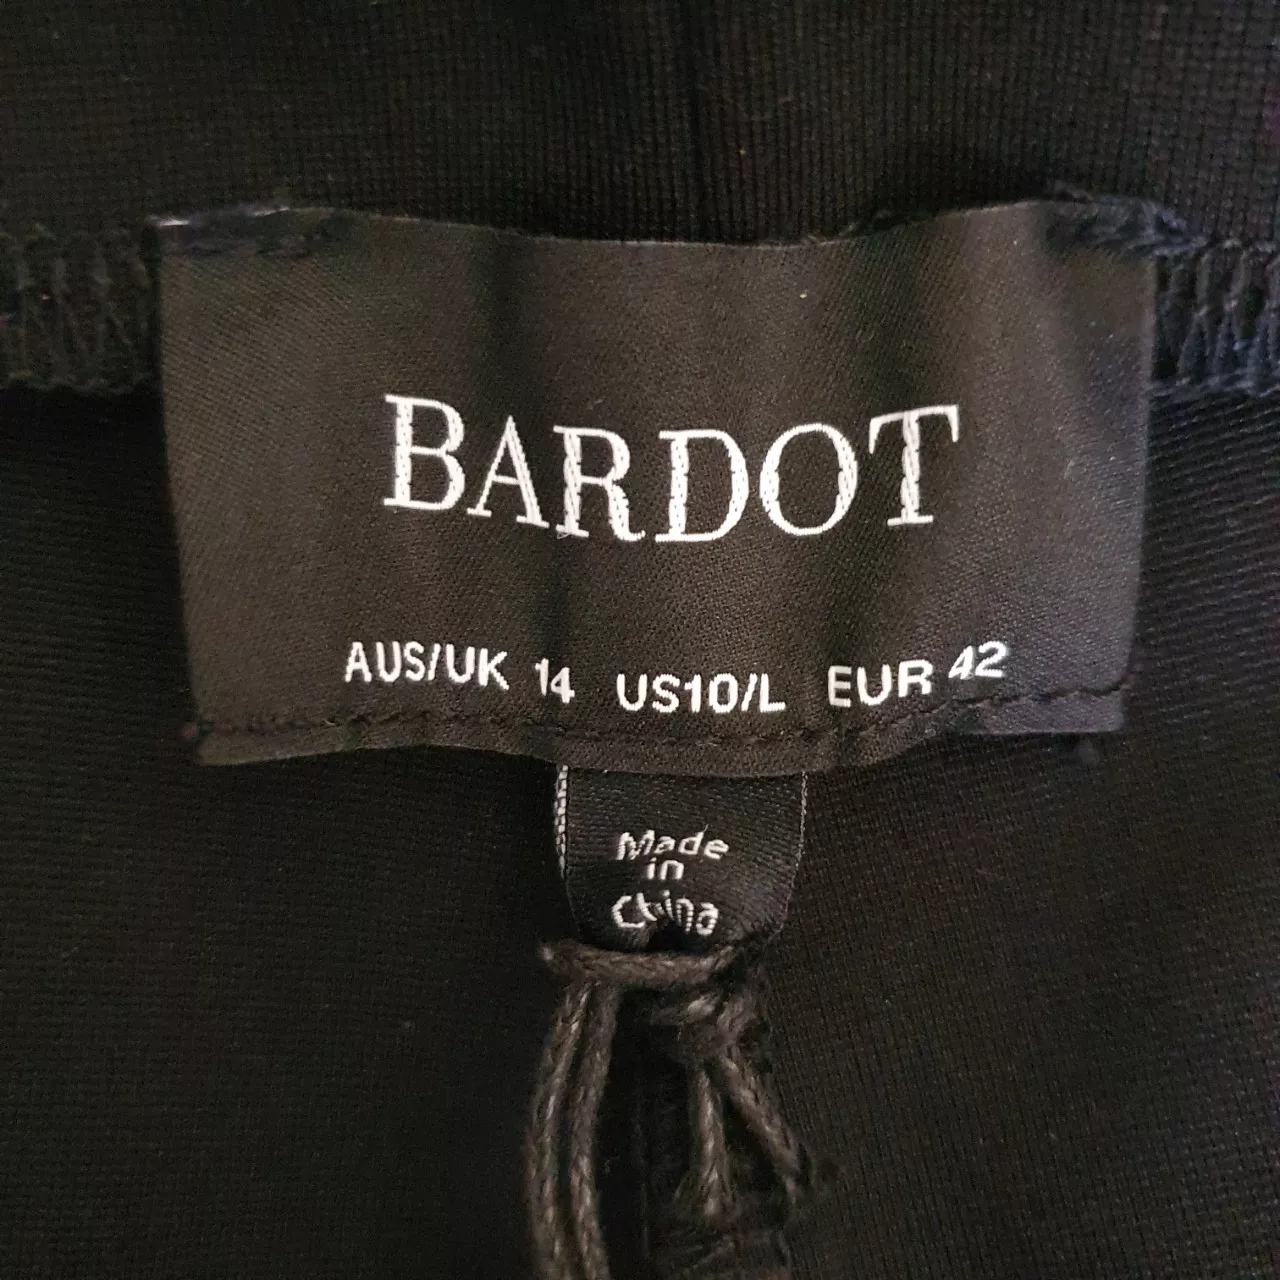 BARDOT
AUS/UK 14 US10/L EUR 42
Made
in
China